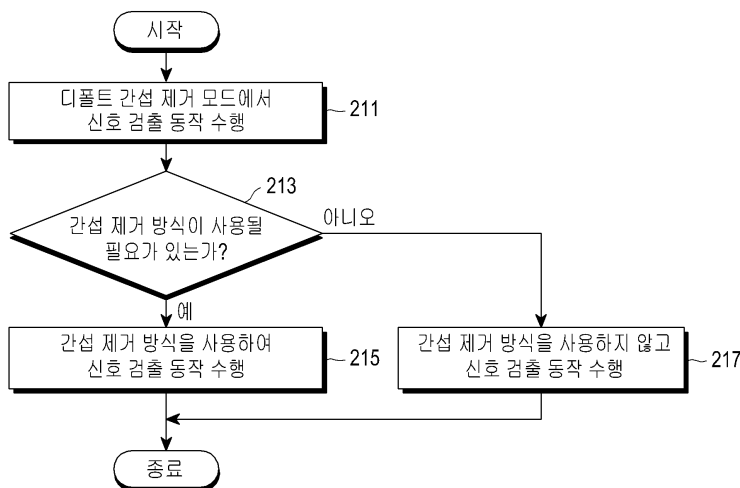 시작
디폴트 간섭 제거 모드에서
신호 검출 동작 수행
211
213
간섭 제거 방식이 사용될
필요가 있는가?
아니오
예
간섭 제거 방식을 사용하여
신호 검출 동작 수행
215
간섭 제거 방식을 사용하지 않고
신호 검출 동작 수행
217
종료